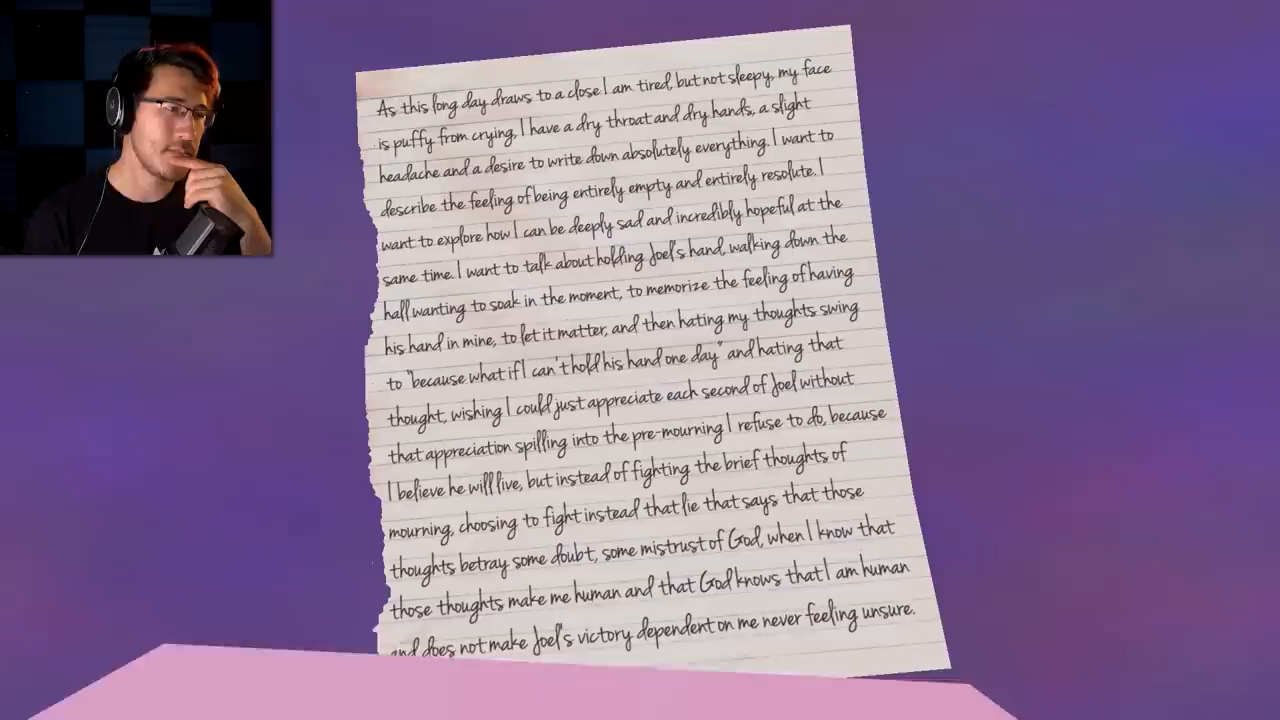 As this long day draws to a close I am tired, but not sleepy, my face
is puffy from crying, I have a dry throat and dry hands, a slight
headache and a desire to write down absolutely everything. I want to
describe the feeling of being entirely empty and entirely resolute. I
want to explore how I can be deeply sad and incredibly hopeful at the
same time. I want to talk about holding Joel's hand, walking down the
hall wanting to soak in the moment, to memorize the feeling of having
his hand in mine, to let it matter, and then hating my thoughts swing
to "because what if I can't hold his hand one day" and hating that
thought, wishing I could just appreciate each second of Joel without
that appreciation spilling into the pre-mourning I refuse to do, because
I believe he will live, but instead of fighting the brief thoughts of
mourning, choosing to fight instead that lie that says that those
thoughts betray some doubt, some mistrust of God, when I know that
those thoughts make me human and that God knows that I am human
and does not make Joel's victory dependent on me never feeling unsure.